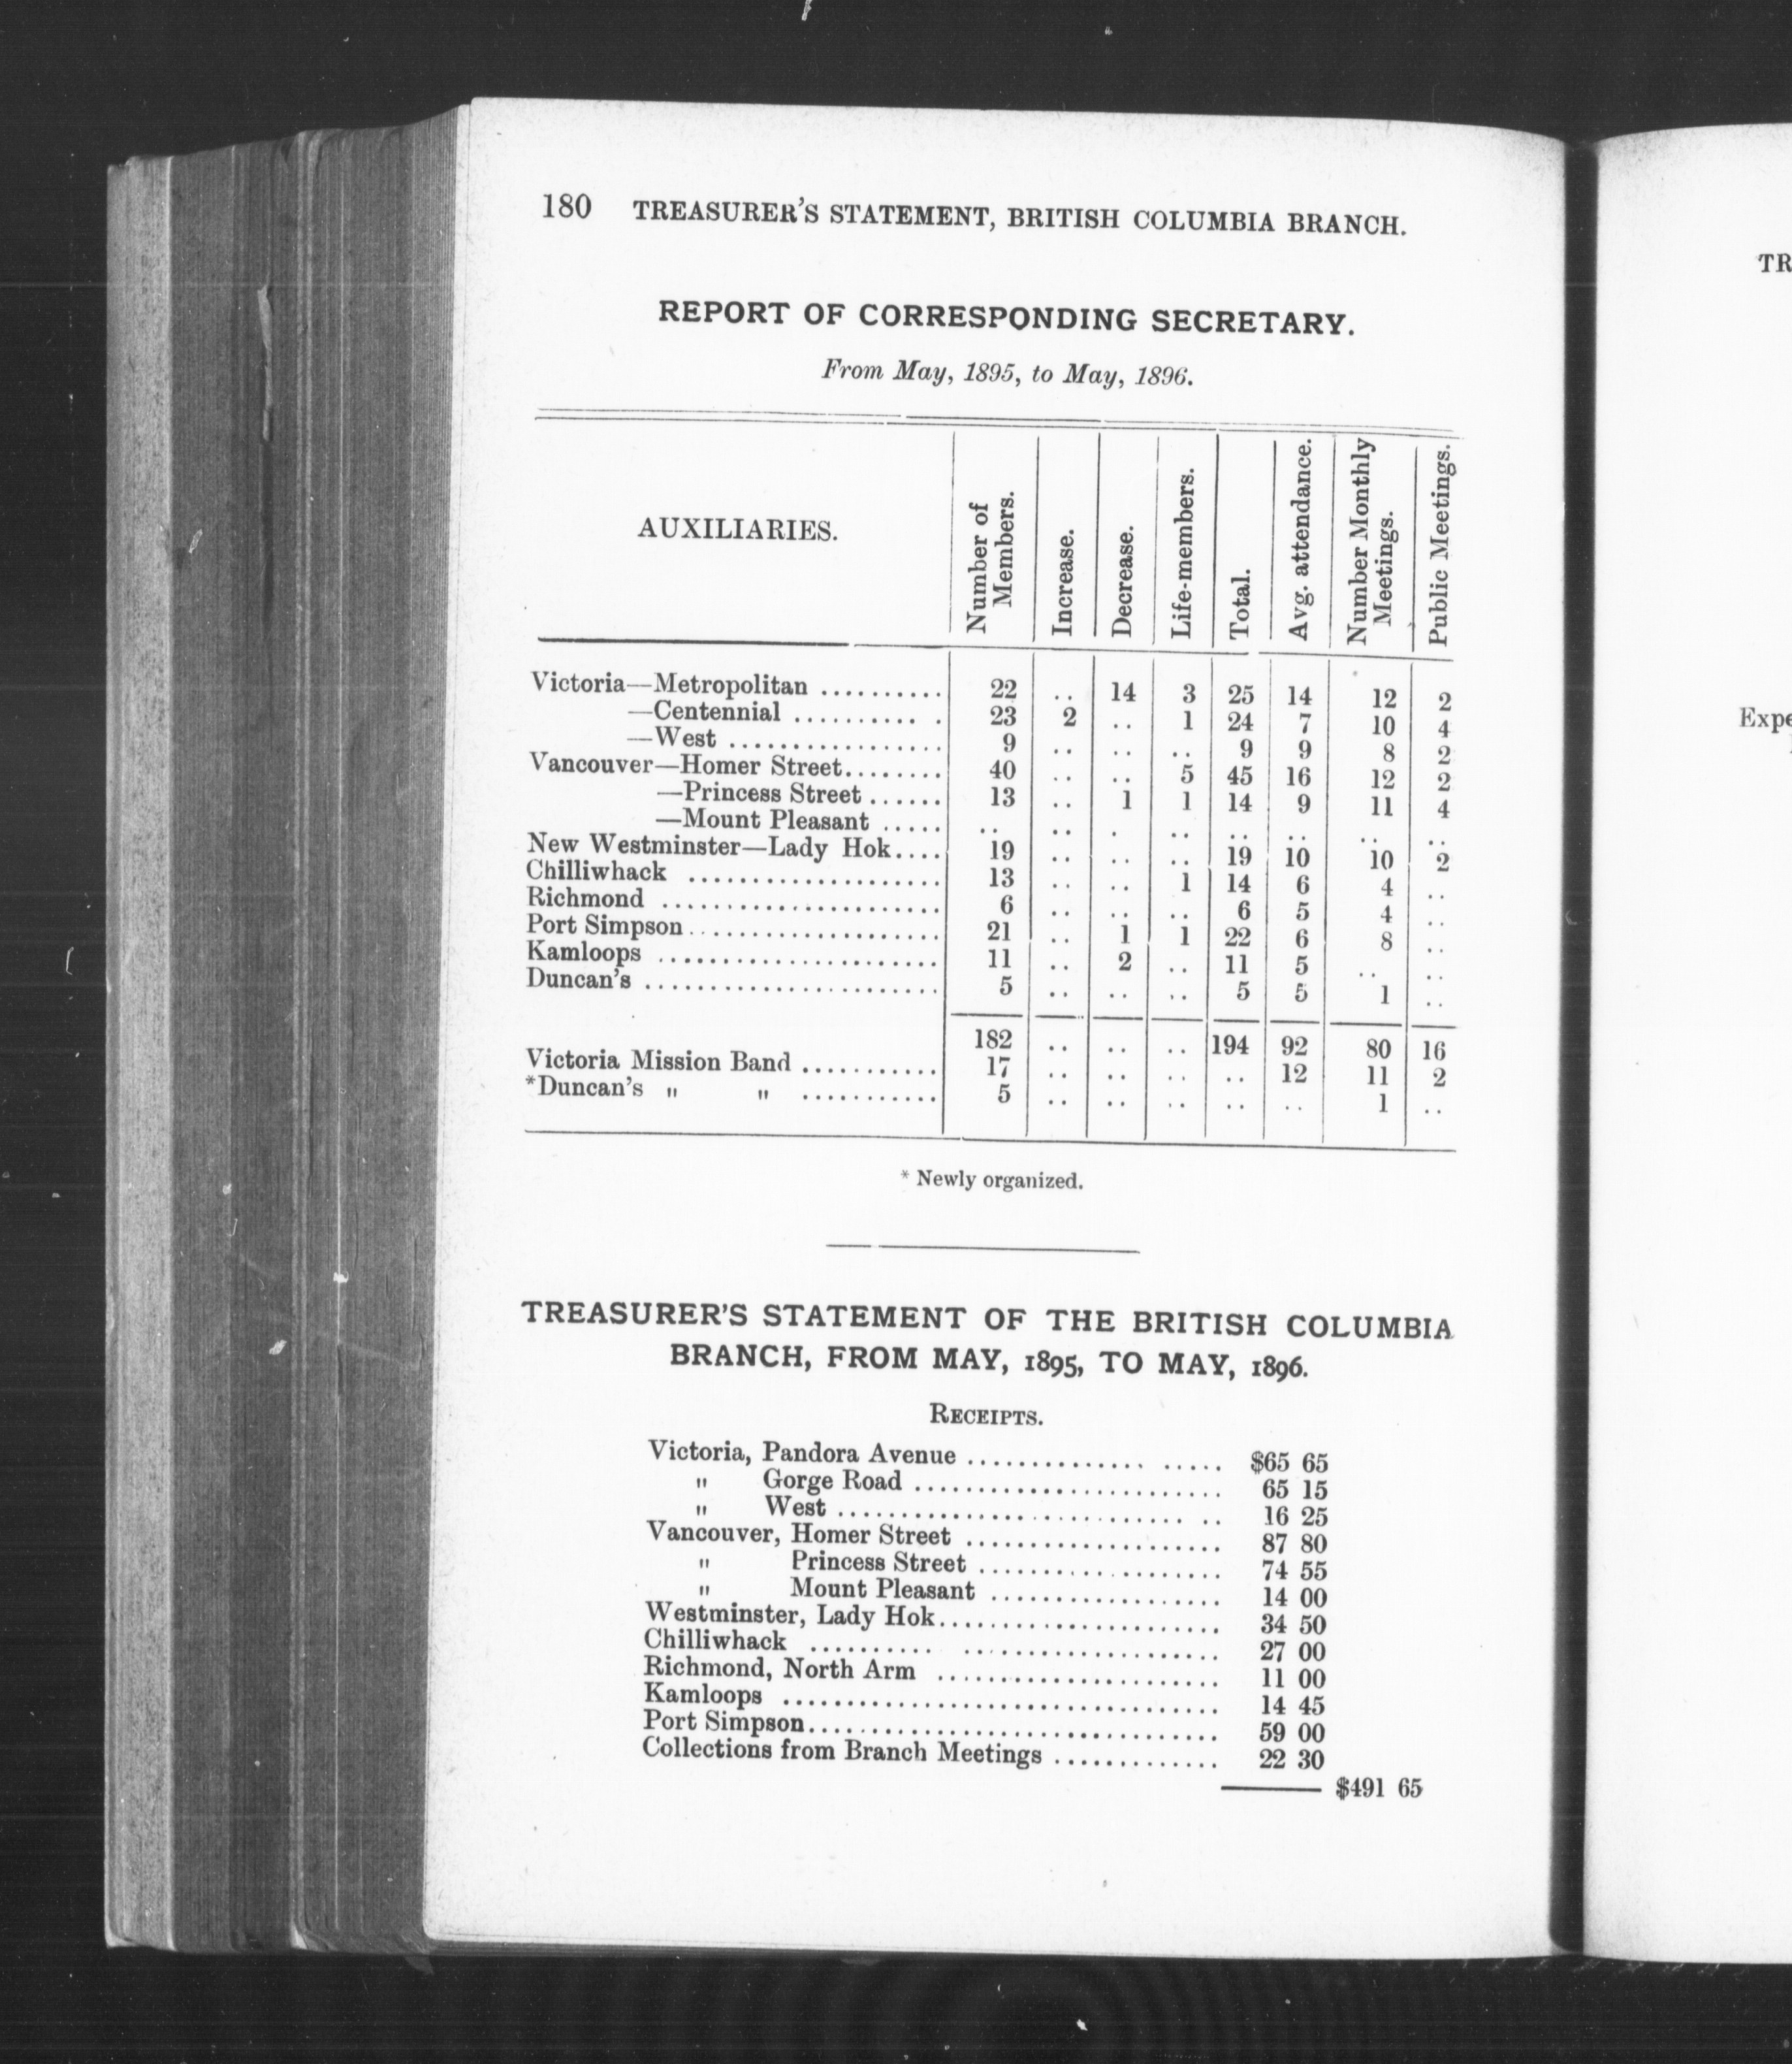 180 TREASURER'S STATEMENT, BRITISH COLUMBIA BRANCH.
REPORT OF CORRESPONDING SECRETARY.
From May, 1895, to May, 1896.
AUXILIARIES. Number of Members. Increase. Decrease. Life-members. Total. Avg. attendance. Number Monthly Meetings. Public Meetings.
Victoria—Metropolitan .......... 22 .. 14 3 25 14 12 2
—Centennial .......... . 23 2 .. 1 24 7 10 4
—West ................. 9 .. .. .. 9 9 8 2
Vancouver—Homer Street........ 40 .. .. 5 45 16 12 2
—Princess Street ...... 13 .. 1 1 14 9 11 4
—Mount Pleasant ..... .. .. . .. .. .. .. ..
New Westminster—Lady Hok.... 19 .. .. .. 19 10 10 2
Chilliwhack .................... 13 .. .. 1 14 6 4 ..
Richmond ...................... 6 .. .. .. 6 5 4 ..
Port Simpson.................... 21 .. 1 1 22 6 8 ..
Kamloops ...................... 11 .. 2 .. 11 5 .. ..
Duncan's ....................... 5 .. .. .. 5 5 1 ..
182 .. .. .. 194 92 80 16
Victoria Mission Band ........... 17 .. .. .. .. 12 11 2
*Duncan's " " ........... 5 .. .. .. .. .. 1 ..
* Newly organized.
TREASURER'S STATEMENT OF THE BRITISH COLUMBIA
BRANCH, FROM MAY, 1895, TO MAY, 1896.
RECEIPTS.
Victoria, Pandora Avenue .............. ..... $65 65
" Gorge Road ........................ 65 15
" West ........................... .. 16 25
Vancouver, Homer Street .................... 87 80
" Princess Street ................... 74 55
" Mount Pleasant .................. 14 00
Westminster, Lady Hok...................... 34 50
Chilliwhack .......... .................... 27 00
Richmond, North Arm ...................... 11 00
Kamloops .................................. 14 45
Port Simpson................................ 59 00
Collections from Branch Meetings ............. 22 30
$491 65
TR
Expe